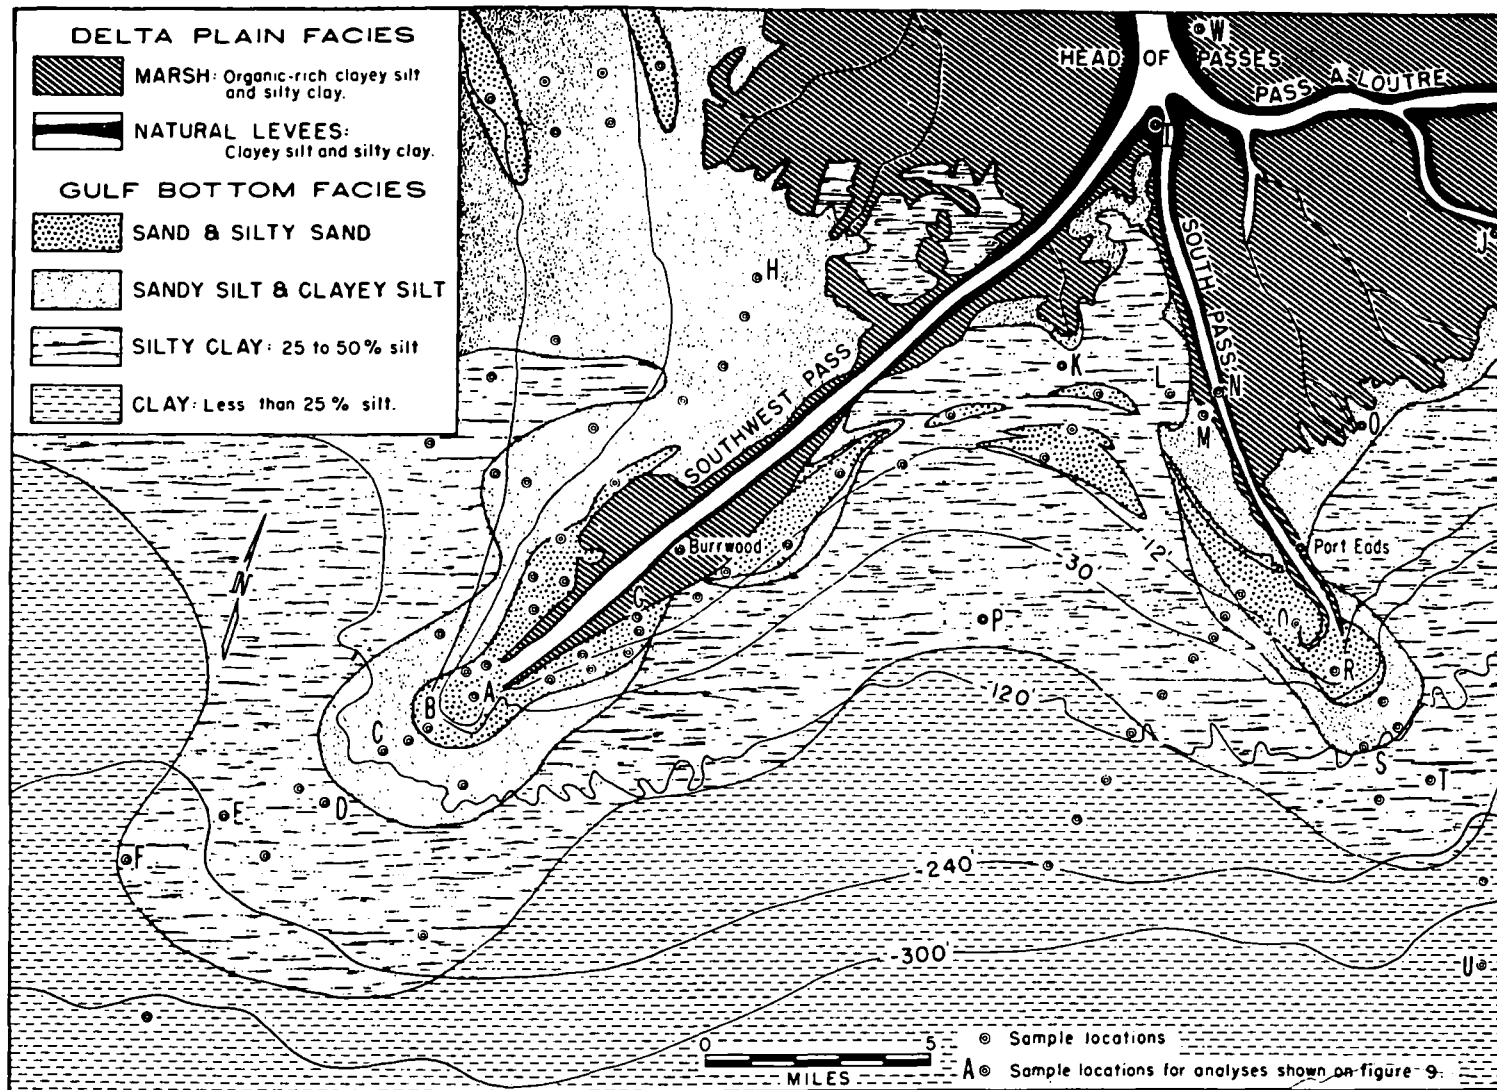 DELTA PLAIN FACIES
MARSH: Organic-rich clayey silt
and silty clay.
NATURAL LEVEES:
Clayey silt and silty clay.
GULF BOTTOM FACIES
SAND & SILTY SAND
SANDY SILT & CLAYEY SILT
SILTY CLAY: 25 to 50% silt
CLAY: Less than 25% silt.
W
HEAD OF PASSES
PASS A LOUTRE
I
J
H
SOUTH PASS
SOUTHWEST PASS
K
L
N
M
O
Burrwood
Port Eads
-12
-30
N
G
P
R
A
B
C
-120
S
T
D
E
F
-240'
-300'
U
0 5
MILES
Sample locations
A Sample locations for analyses shown on figure 9.